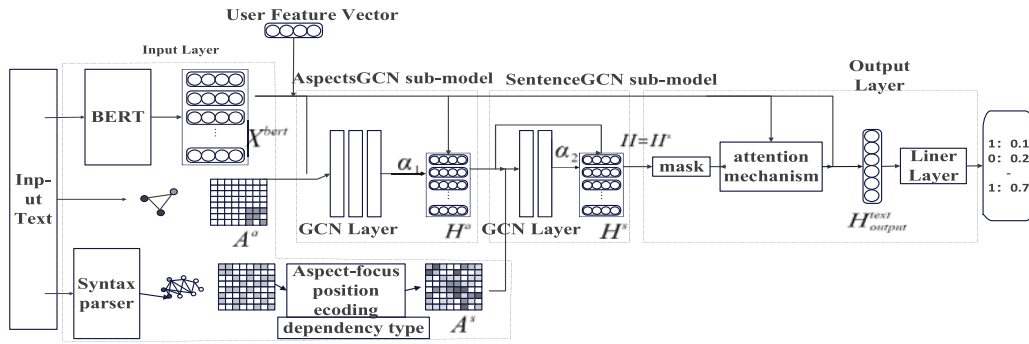 User Feature Vector
Input Layer
AspectsGCN sub-model
SentenceGCN sub-model
Output
Layer
BERT
X^bert
Inp-
ut
Text
A^a
α_1
GCN Layer
H^a
α_2
GCN Layer
H^s
mask
attention
mechanism
H^text_output
Liner
Layer
1: 0.1
0: 0.2
-
1: 0.7
Syntax
parser
Aspect-focus
position
ecoding
dependency type
A^s